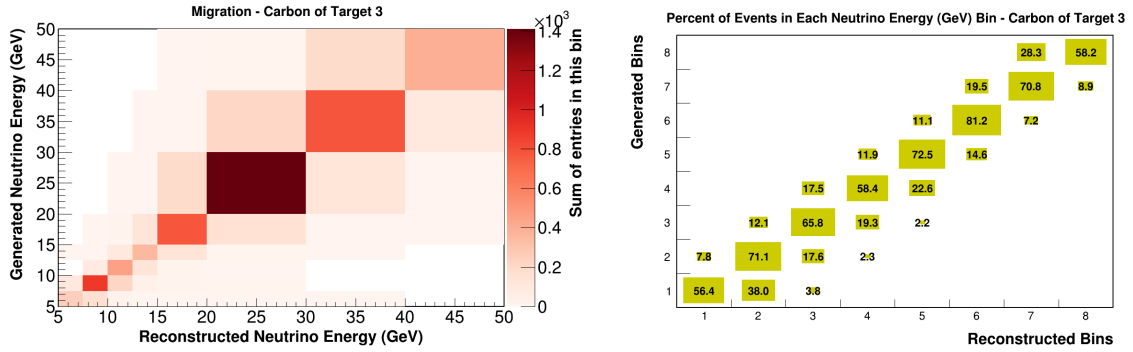 Migration - Carbon of Target 3
×10³
Generated Neutrino Energy (GeV)
50
45
40
35
30
25
20
15
10
5
5 10 15 20 25 30 35 40 45 50
Reconstructed Neutrino Energy (GeV)
1.4
1.2
1
0.8
0.6
0.4
0.2
0
Sum of entries in this bin
Percent of Events in Each Neutrino Energy (GeV) Bin - Carbon of Target 3
Generated Bins
8 28.3 58.2
7 19.5 70.8 8.9
6 11.1 81.2 7.2
5 11.9 72.5 14.6
4 17.5 58.4 22.6
3 12.1 65.8 19.3 2.2
2 7.8 71.1 17.6 2.3
1 56.4 38.0 3.8
1 2 3 4 5 6 7 8
Reconstructed Bins